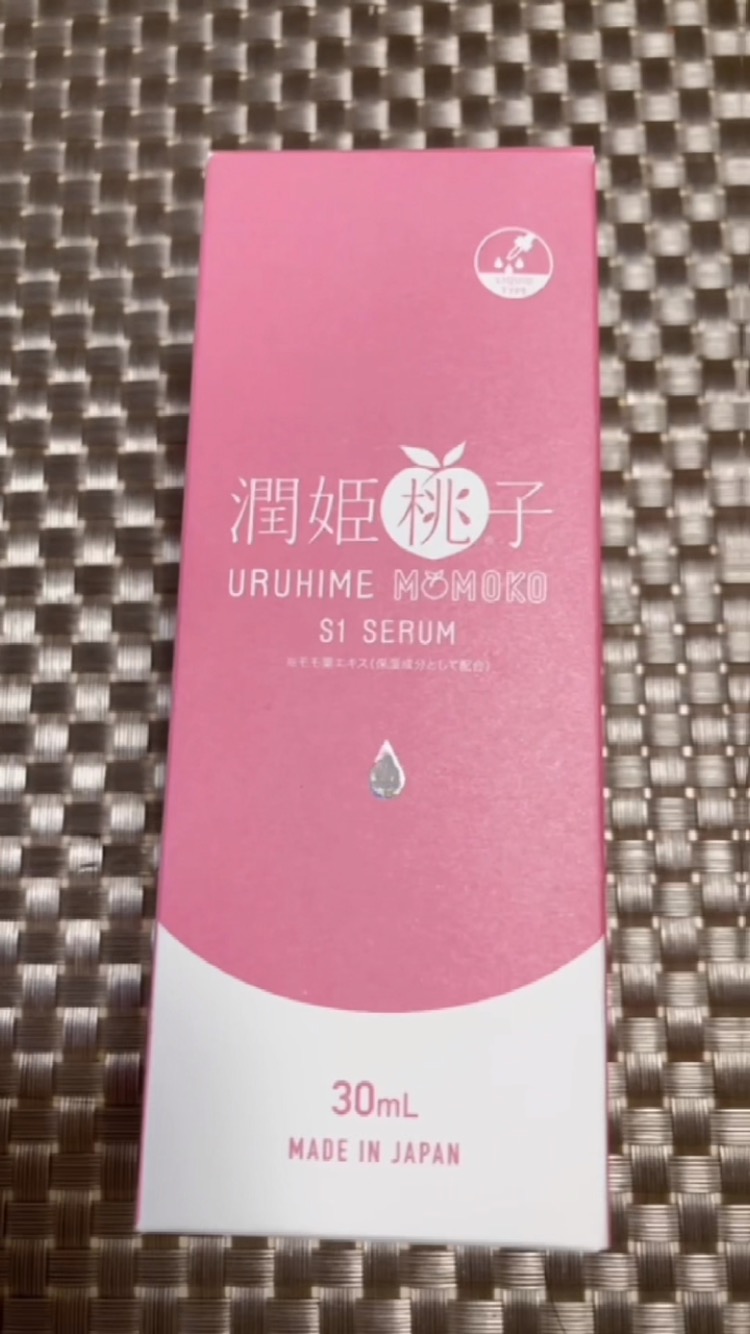 潤姫桃子
URUHIME MOMOKO
S1 SERUM
※モモ葉エキス(保湿成分として配合)
30mL
MADE IN JAPAN